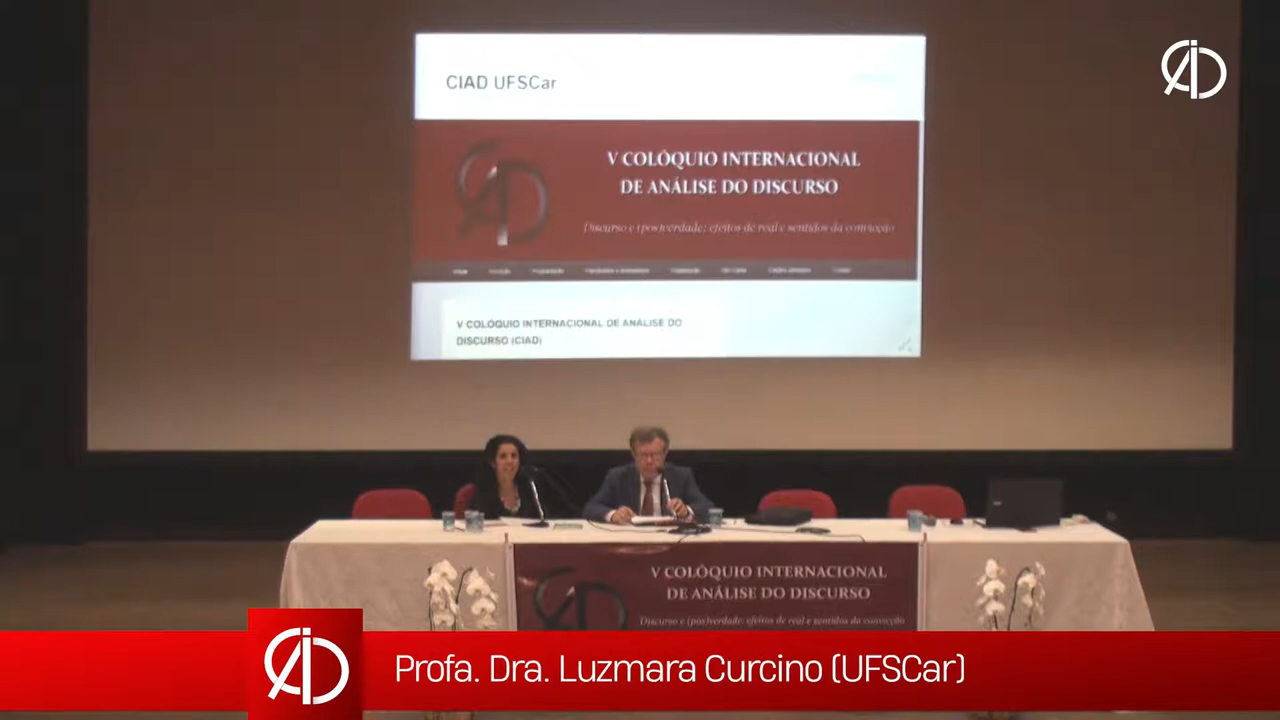 CIAD UFSCar
V COLÓQUIO INTERNACIONAL
DE ANÁLISE DO DISCURSO
Discurso e (pós)verdade: efeitos de real e sentidos da convicção
V COLÓQUIO INTERNACIONAL DE ANÁLISE DO
DISCURSO (CIAD)
V COLÓQUIO INTERNACIONAL
DE ANÁLISE DO DISCURSO
Discurso e (pós)verdade: efeitos de real e sentidos da convicção
Profa. Dra. Luzmara Curcino (UFSCar)